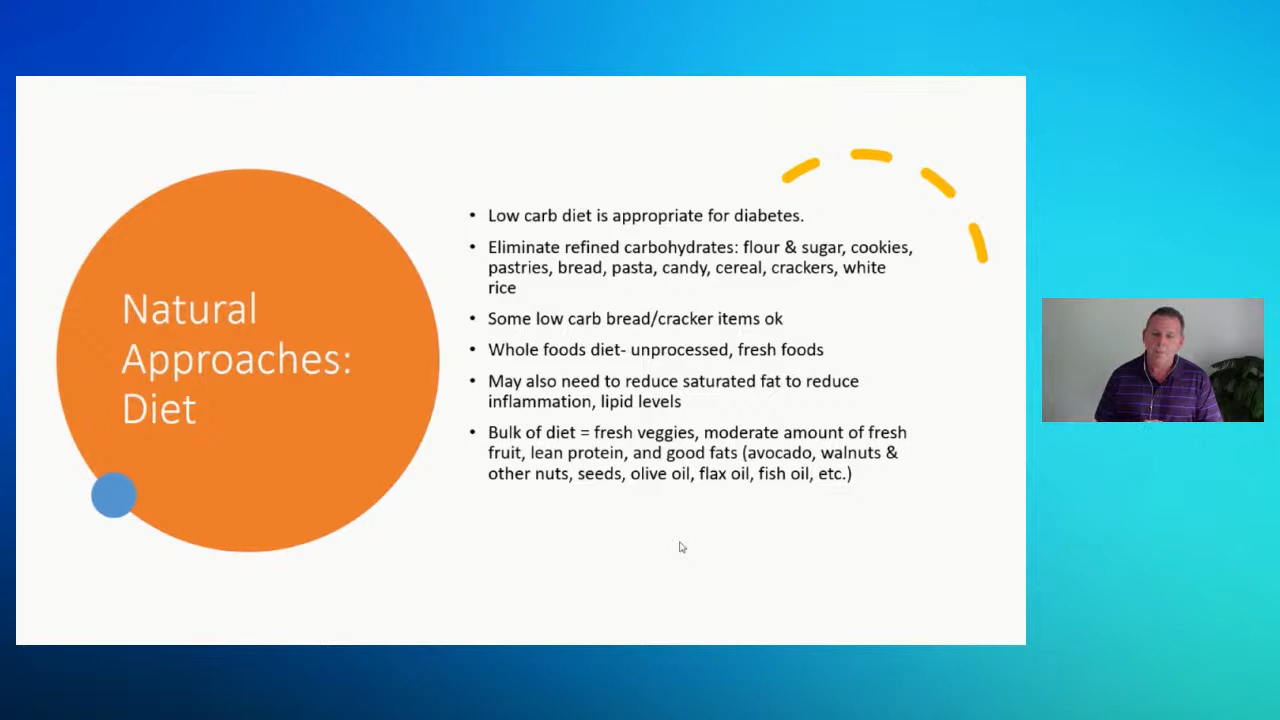 Natural
Approaches:
Diet
• Low carb diet is appropriate for diabetes.
• Eliminate refined carbohydrates: flour & sugar, cookies,
pastries, bread, pasta, candy, cereal, crackers, white
rice
• Some low carb bread/cracker items ok
• Whole foods diet- unprocessed, fresh foods
• May also need to reduce saturated fat to reduce
inflammation, lipid levels
• Bulk of diet = fresh veggies, moderate amount of fresh
fruit, lean protein, and good fats (avocado, walnuts &
other nuts, seeds, olive oil, flax oil, fish oil, etc.)